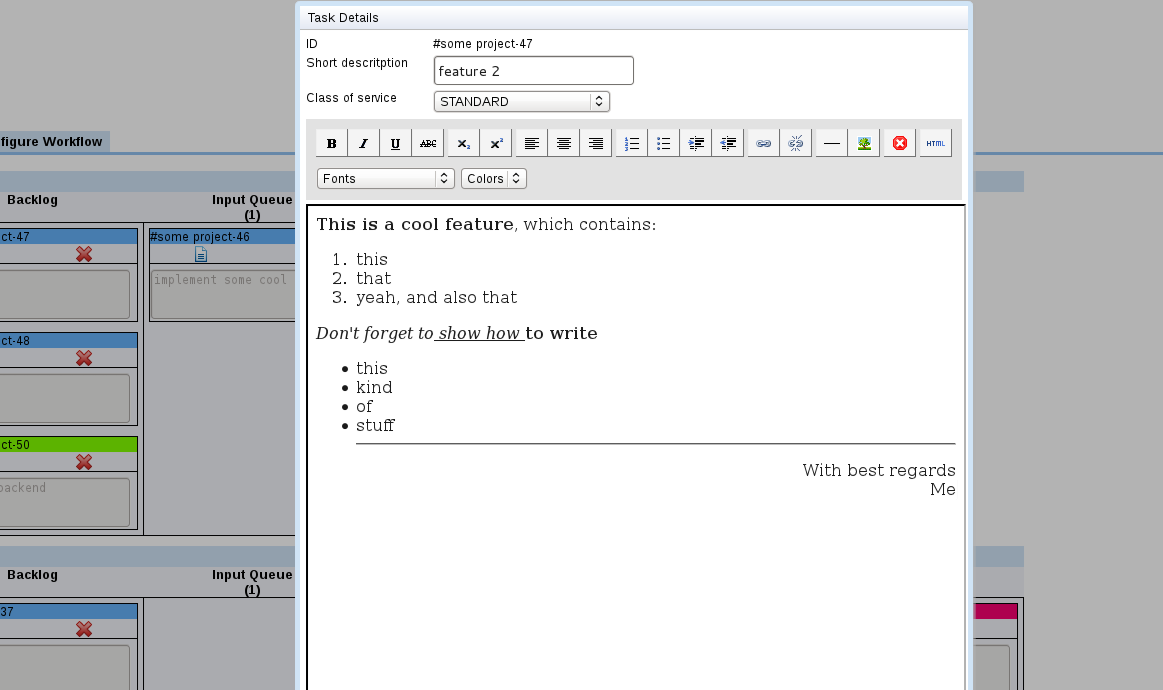 Task Details
ID #some project-47
Short descritption feature 2
Class of service STANDARD
B I U ABC X₂ X² HTML
Fonts Colors
This is a cool feature, which contains:
1. this
2. that
3. yeah, and also that
Don't forget to show how to write
• this
• kind
• of
• stuff
With best regards
Me
figure Workflow
Backlog Input Queue
(1)
ct-47 #some project-46
implement some cool
ct-48
ct-50
backend
Backlog Input Queue
(1)
37